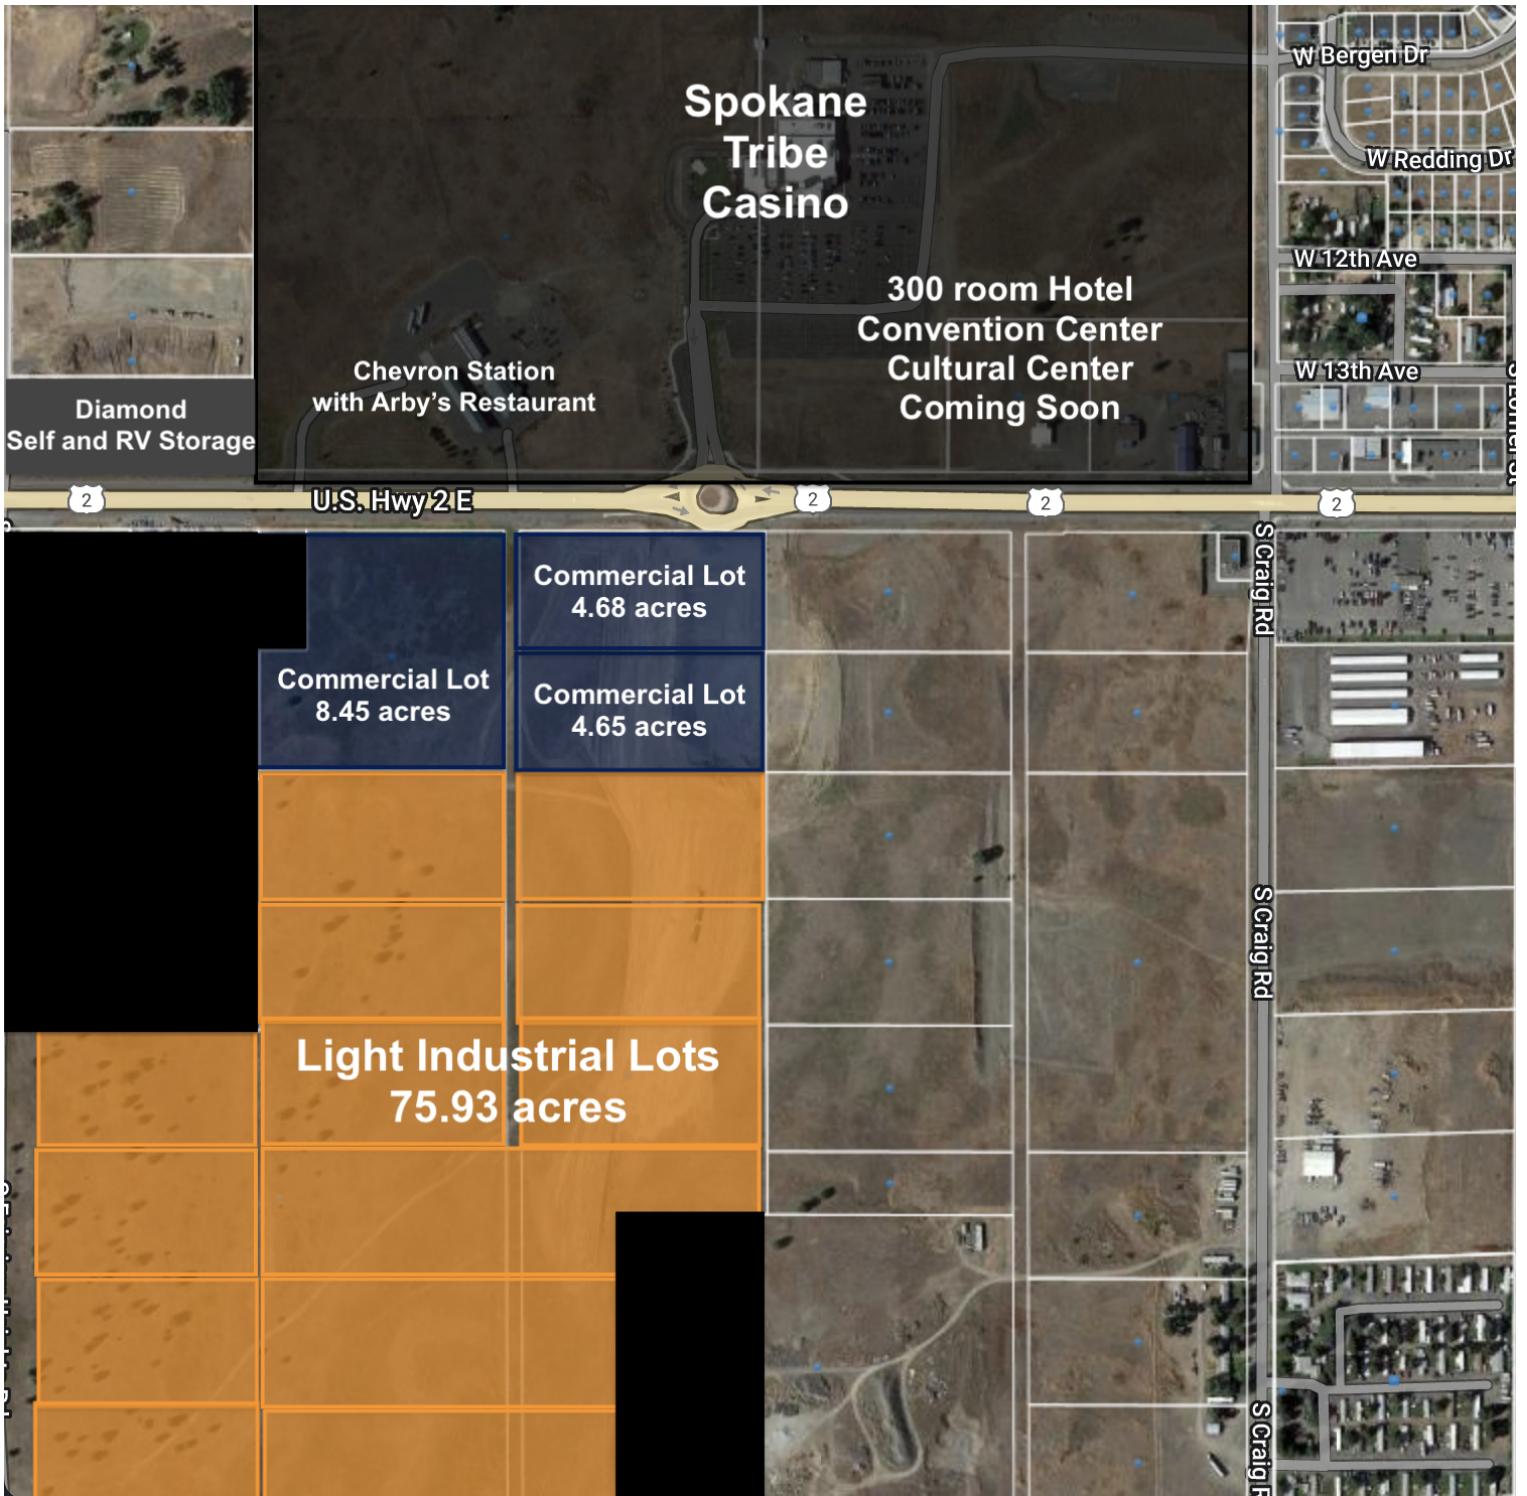 W Bergen Dr
Spokane
Tribe
Casino
W Redding Dr
W 12th Ave
300 room Hotel
Convention Center
Cultural Center
Coming Soon
Chevron Station
with Arby's Restaurant
W 13th Ave
Diamond
Self and RV Storage
2
U.S. Hwy 2 E
2
2
2
S Craig Rd
Commercial Lot
4.68 acres
Commercial Lot
8.45 acres
Commercial Lot
4.65 acres
S Craig Rd
Light Industrial Lots
75.93 acres
S Craig R